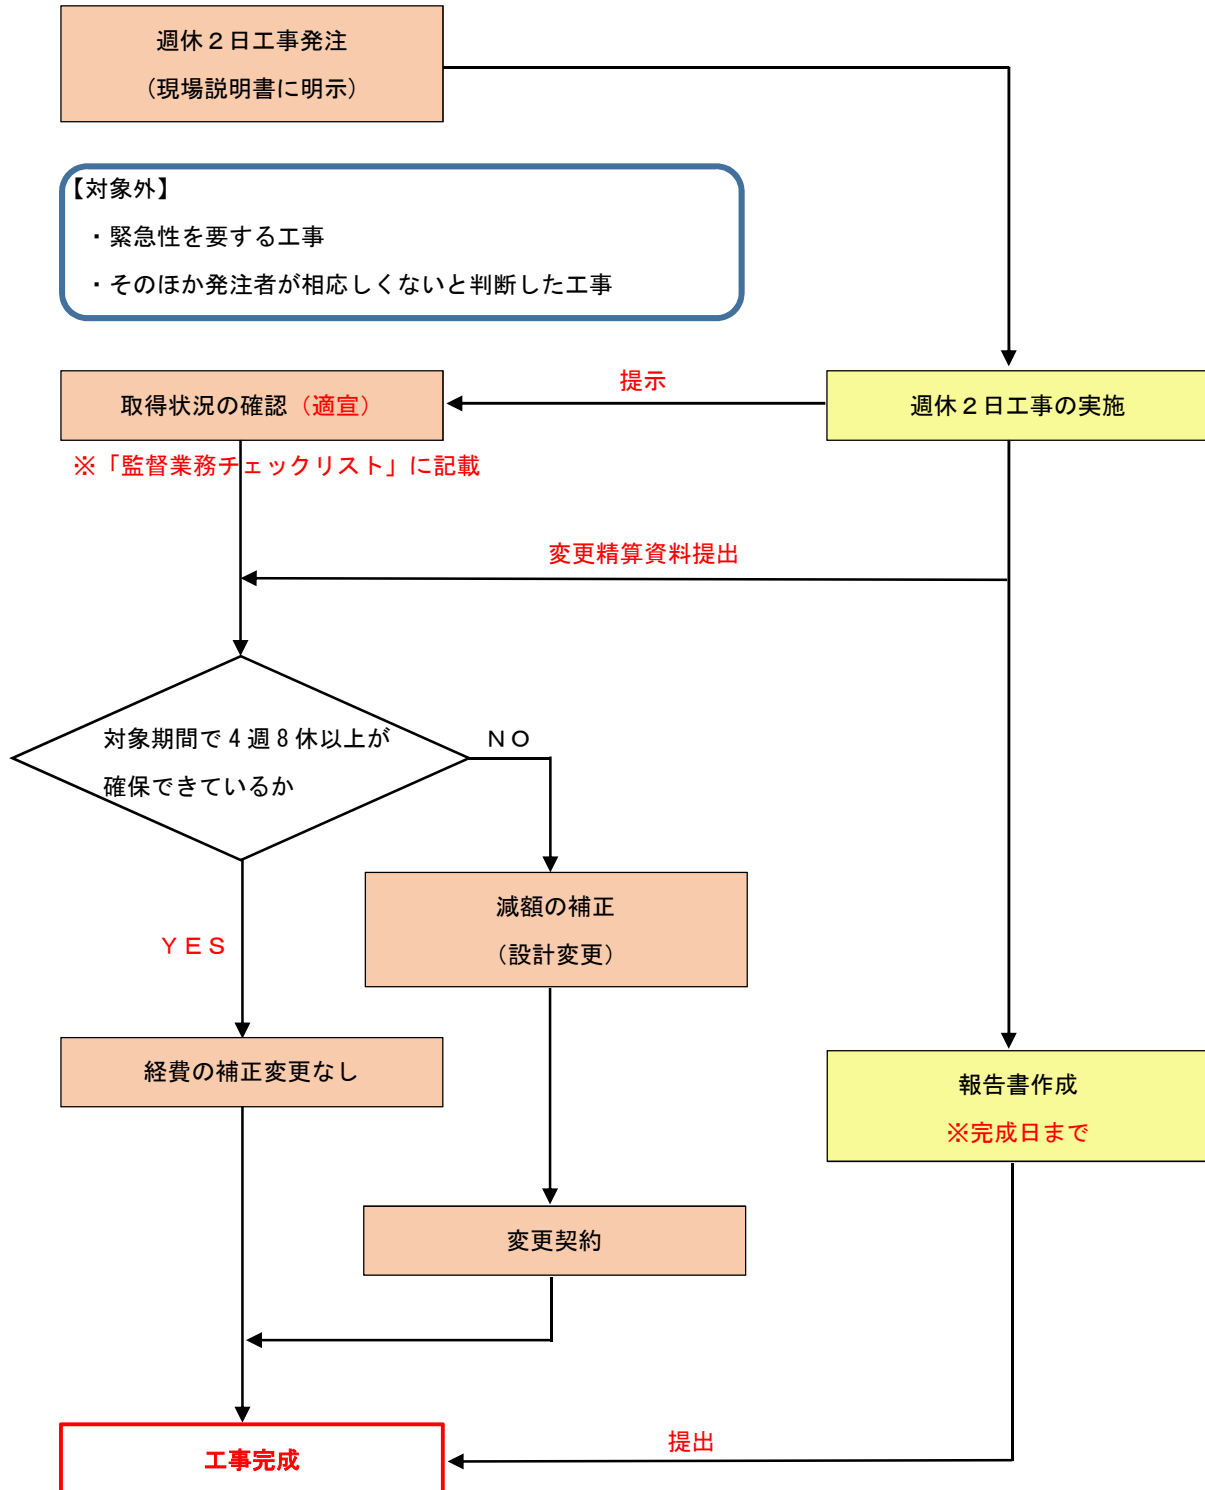 週休２日工事発注
（現場説明書に明示）
【対象外】
・緊急性を要する工事
・そのほか発注者が相応しくないと判断した工事
取得状況の確認（適宜）
提示
週休２日工事の実施
※「監督業務チェックリスト」に記載
変更精算資料提出
対象期間で4週8休以上が
確保できているか
ＮＯ
減額の補正
（設計変更）
ＹＥＳ
経費の補正変更なし
報告書作成
※完成日まで
変更契約
工事完成
提出